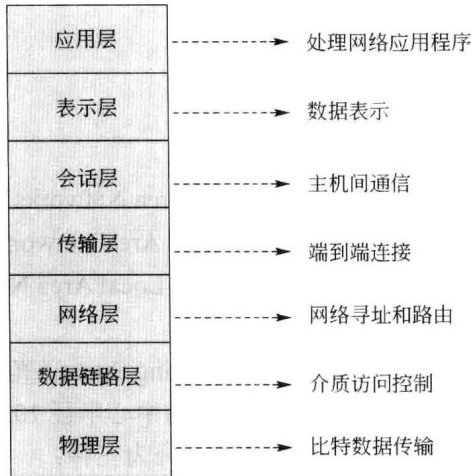 应用层 处理网络应用程序
表示层 数据表示
会话层 主机间通信
传输层 端到端连接
网络层 网络寻址和路由
数据链路层 介质访问控制
物理层 比特数据传输